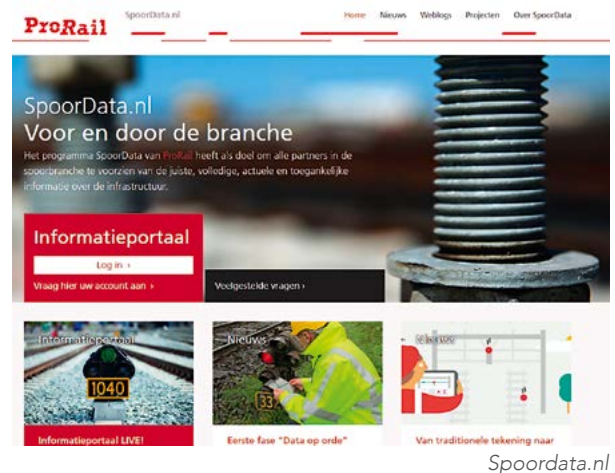 ProRail
SpoorData.nl
Home Nieuws Weblogs Projecten Over SpoorData
SpoorData.nl
Voor en door de branche
Het programma SpoorData van ProRail heeft als doel om alle partners in de
spoorbranche te voorzien van de juiste, volledige, actuele en toegankelijke
informatie over de infrastructuur.
Informatieportaal
Log in ›
Vraag hier uw account aan ›
Veelgestelde vragen ›
Informatieportaal
1040
Informatieportaal LIVE!
Nieuws
33
Eerste fase "Data op orde"
Nieuws
Van traditionele tekening naar
Spoordata.nl